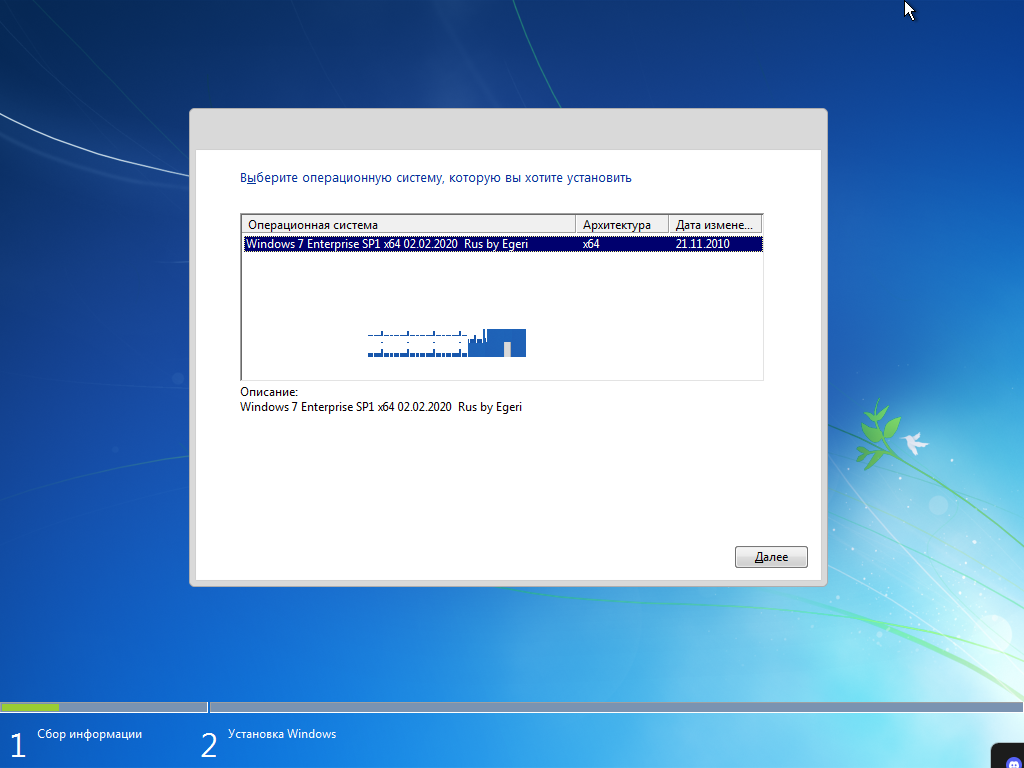 Выберите операционную систему, которую вы хотите установить
Операционная система Архитектура Дата измене...
Windows 7 Enterprise SP1 x64 02.02.2020 Rus by Egeri x64 21.11.2010
Описание:
Windows 7 Enterprise SP1 x64 02.02.2020 Rus by Egeri
Далее
1 Сбор информации 2 Установка Windows